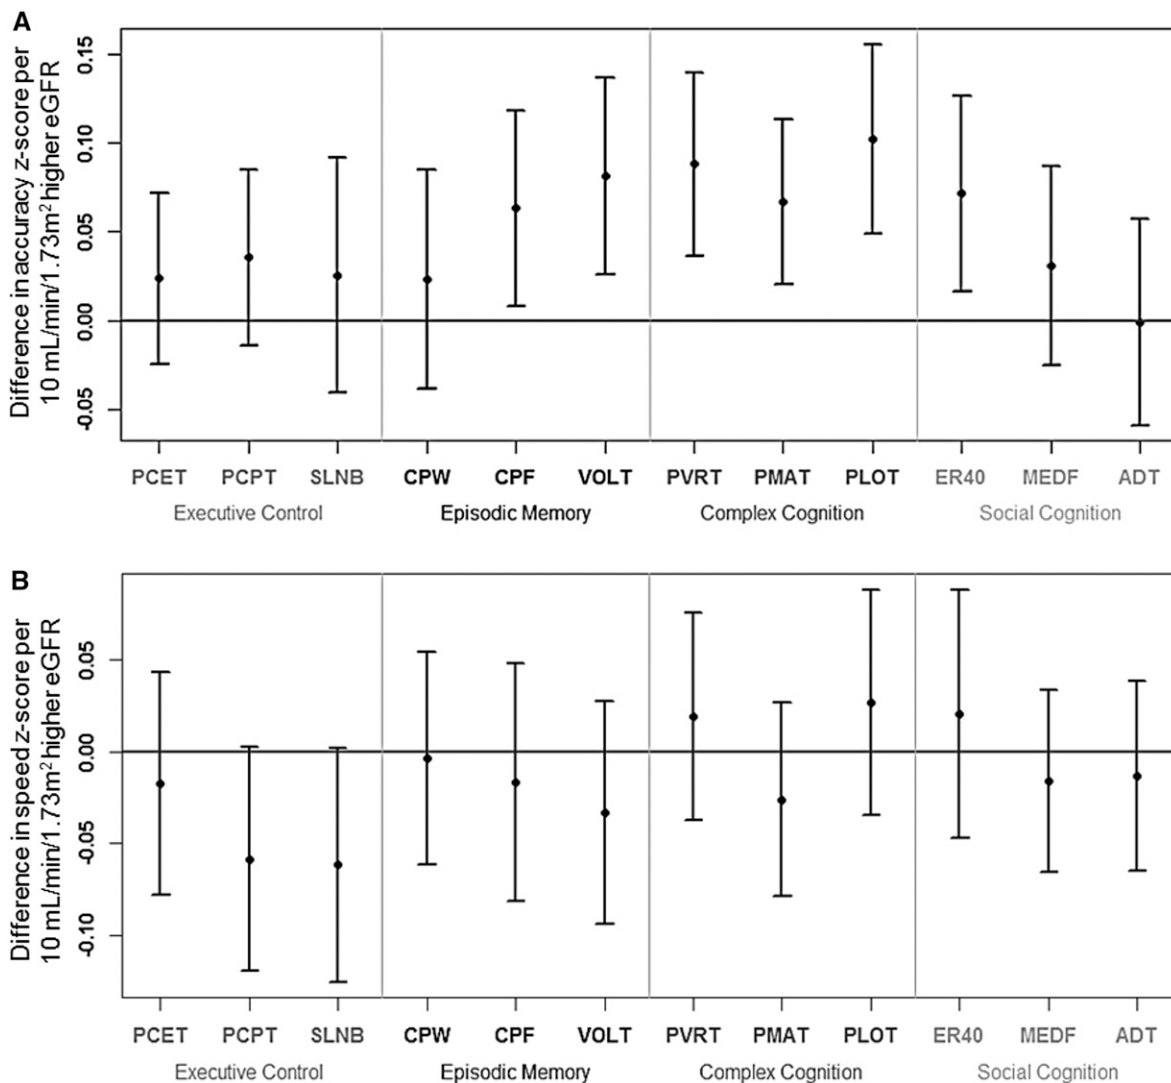 A
Difference in accuracy z-score per
10 mL/min/1.73m² higher eGFR
0.15
0.10
0.05
0.00
-0.05
PCET PCPT SLNB CPW CPF VOLT PVRT PMAT PLOT ER40 MEDF ADT
Executive Control Episodic Memory Complex Cognition Social Cognition
B
Difference in speed z-score per
10 mL/min/1.73m² higher eGFR
0.05
0.00
-0.05
-0.10
PCET PCPT SLNB CPW CPF VOLT PVRT PMAT PLOT ER40 MEDF ADT
Executive Control Episodic Memory Complex Cognition Social Cognition